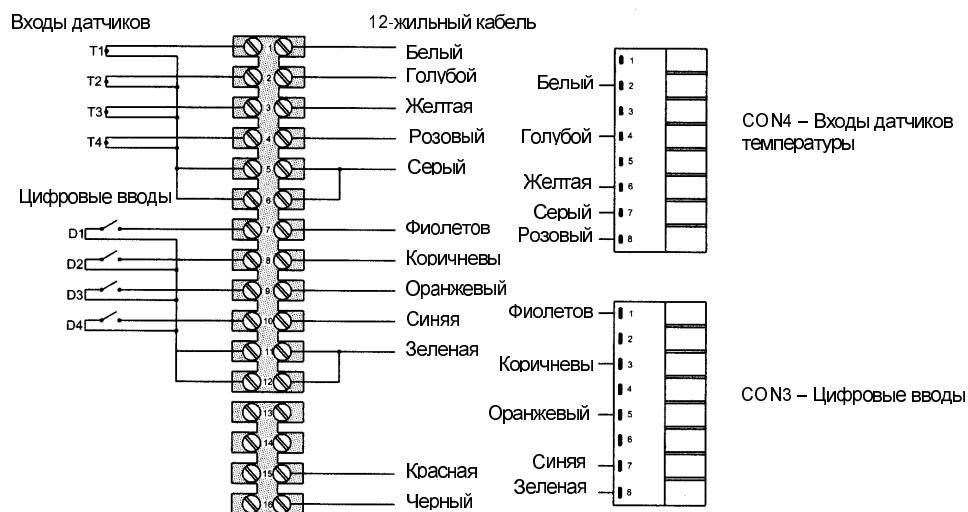 Входы датчиков
12-жильный кабель
T1
1
Белый
T2
2
Голубой
T3
3
Желтая
T4
4
Розовый
5
Серый
6
Цифровые вводы
D1
7
Фиолетов
D2
8
Коричневы
D3
9
Оранжевый
D4
10
Синяя
11
Зеленая
12
13
14
15
Красная
16
Черный
1
Белый
2
3
Голубой
4
5
Желтая
6
Серый
7
Розовый
8
CON4 – Входы датчиков
температуры
Фиолетов
1
2
Коричневы
3
4
Оранжевый
5
6
Синяя
7
Зеленая
8
CON3 – Цифровые вводы